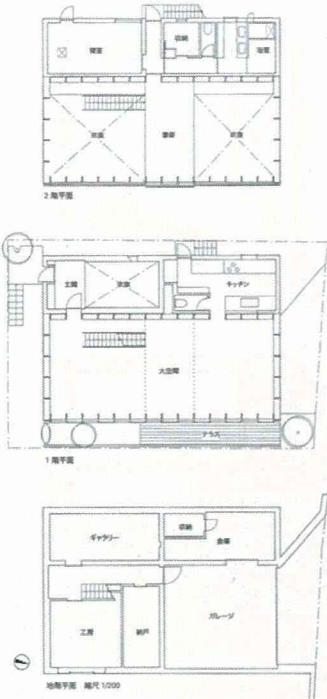 寝室
収納
浴室
吹抜
書斎
吹抜
2階平面
玄関
吹抜
キッチン
大空間
テラス
1階平面
ギャラリー
収納
倉庫
工房
納戸
ガレージ
地階平面 縮尺 1/200